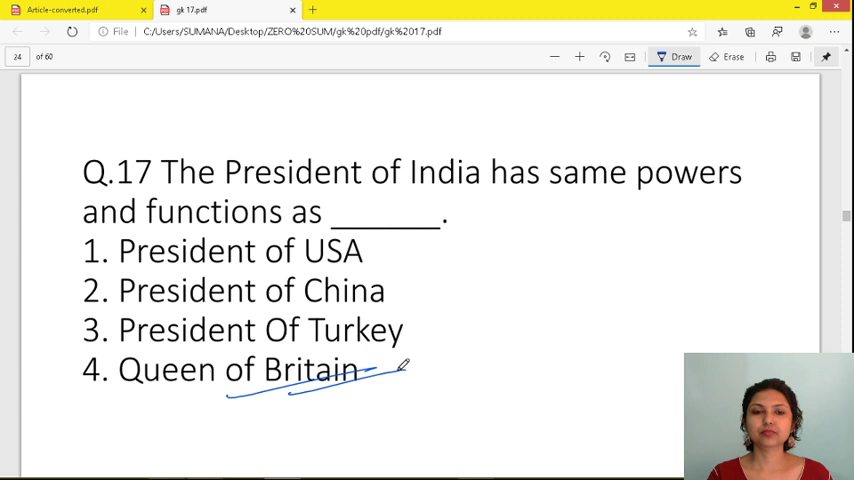 Article-converted.pdf
gk 17.pdf
File
C:/Users/SUMANA/Desktop/ZERO%20SUM/gk%20pdf/gk%2017.pdf
24 of 60
Draw
Erase
Q.17 The President of India has same powers
and functions as ______.
1. President of USA
2. President of China
3. President Of Turkey
4. Queen of Britain